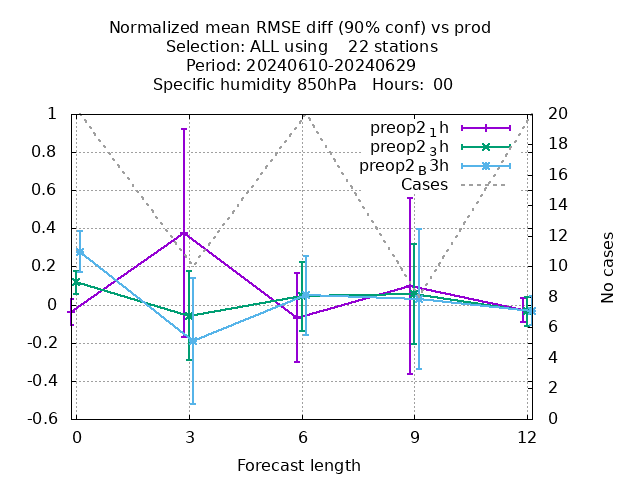 Normalized mean RMSE diff (90% conf) vs prod
Selection: ALL using 22 stations
Period: 20240610-20240629
Specific humidity 850hPa Hours: 00
1 20
preop2 1h 18
0.8 preop2 3h
preop2 B3h 16
0.6 Cases
14
0.4 12
0.2 10
8
0 6
-0.2 4
-0.4 2
-0.6 0
No cases
0 3 6 9 12
Forecast length